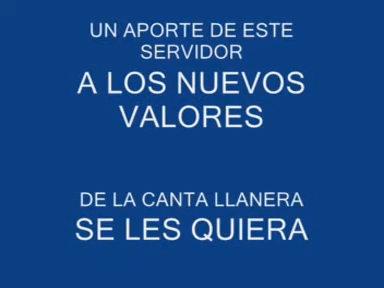 UN APORTE DE ESTE
SERVIDOR
A LOS NUEVOS
VALORES
DE LA CANTA LLANERA
SE LES QUIERA